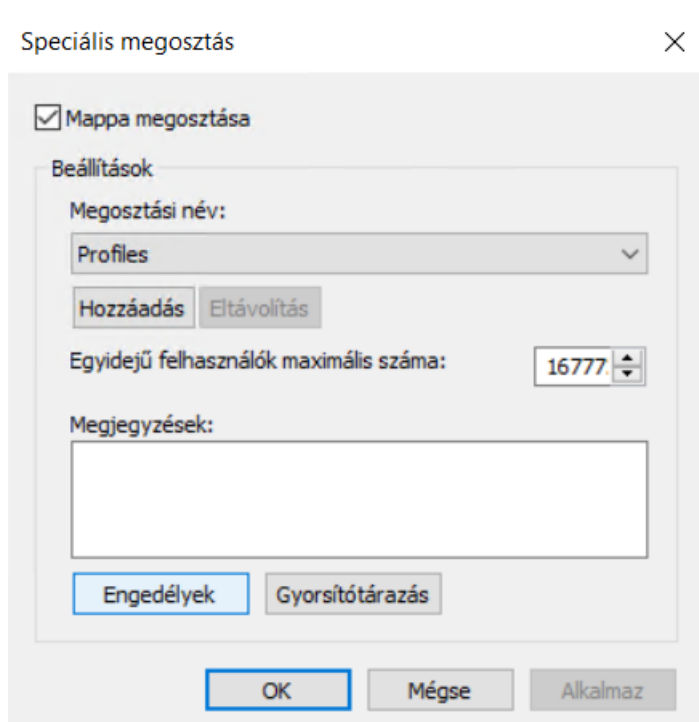 Speciális megosztás
Mappa megosztása
Beállítások
Megosztási név:
Profiles
Hozzáadás Eltávolítás
Egyidejű felhasználók maximális száma: 16777
Megjegyzések:
Engedélyek Gyorsítótárazás
OK Mégse Alkalmaz